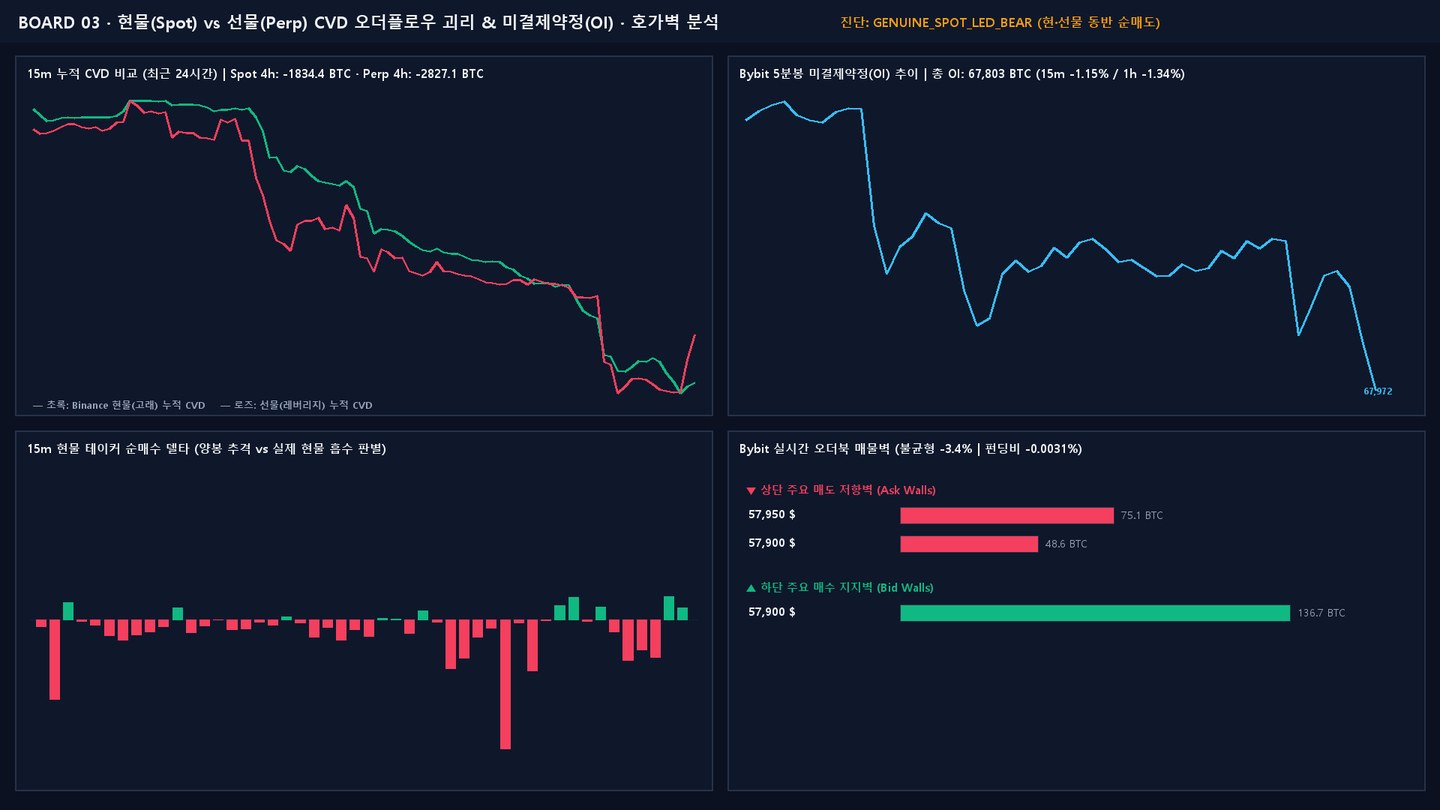 BOARD 03 · 현물(Spot) vs 선물(Perp) CVD 오더플로우 괴리 & 미결제약정(OI) · 호가벽 분석
진단: GENUINE_SPOT_LED_BEAR (현·선물 동반 순매도)
15m 누적 CVD 비교 (최근 24시간) | Spot 4h: -1834.4 BTC · Perp 4h: -2827.1 BTC
— 초록: Binance 현물(고래) 누적 CVD — 로즈: 선물(레버리지) 누적 CVD
Bybit 5분봉 미결제약정(OI) 추이 | 총 OI: 67,803 BTC (15m -1.15% / 1h -1.34%)
67,972
15m 현물 테이커 순매수 델타 (양봉 추격 vs 실제 현물 흡수 판별)
Bybit 실시간 오더북 매물벽 (불균형 -3.4% | 펀딩비 -0.0031%)
▼ 상단 주요 매도 저항벽 (Ask Walls)
57,950 $ 75.1 BTC
57,900 $ 48.6 BTC
▲ 하단 주요 매수 지지벽 (Bid Walls)
57,900 $ 136.7 BTC